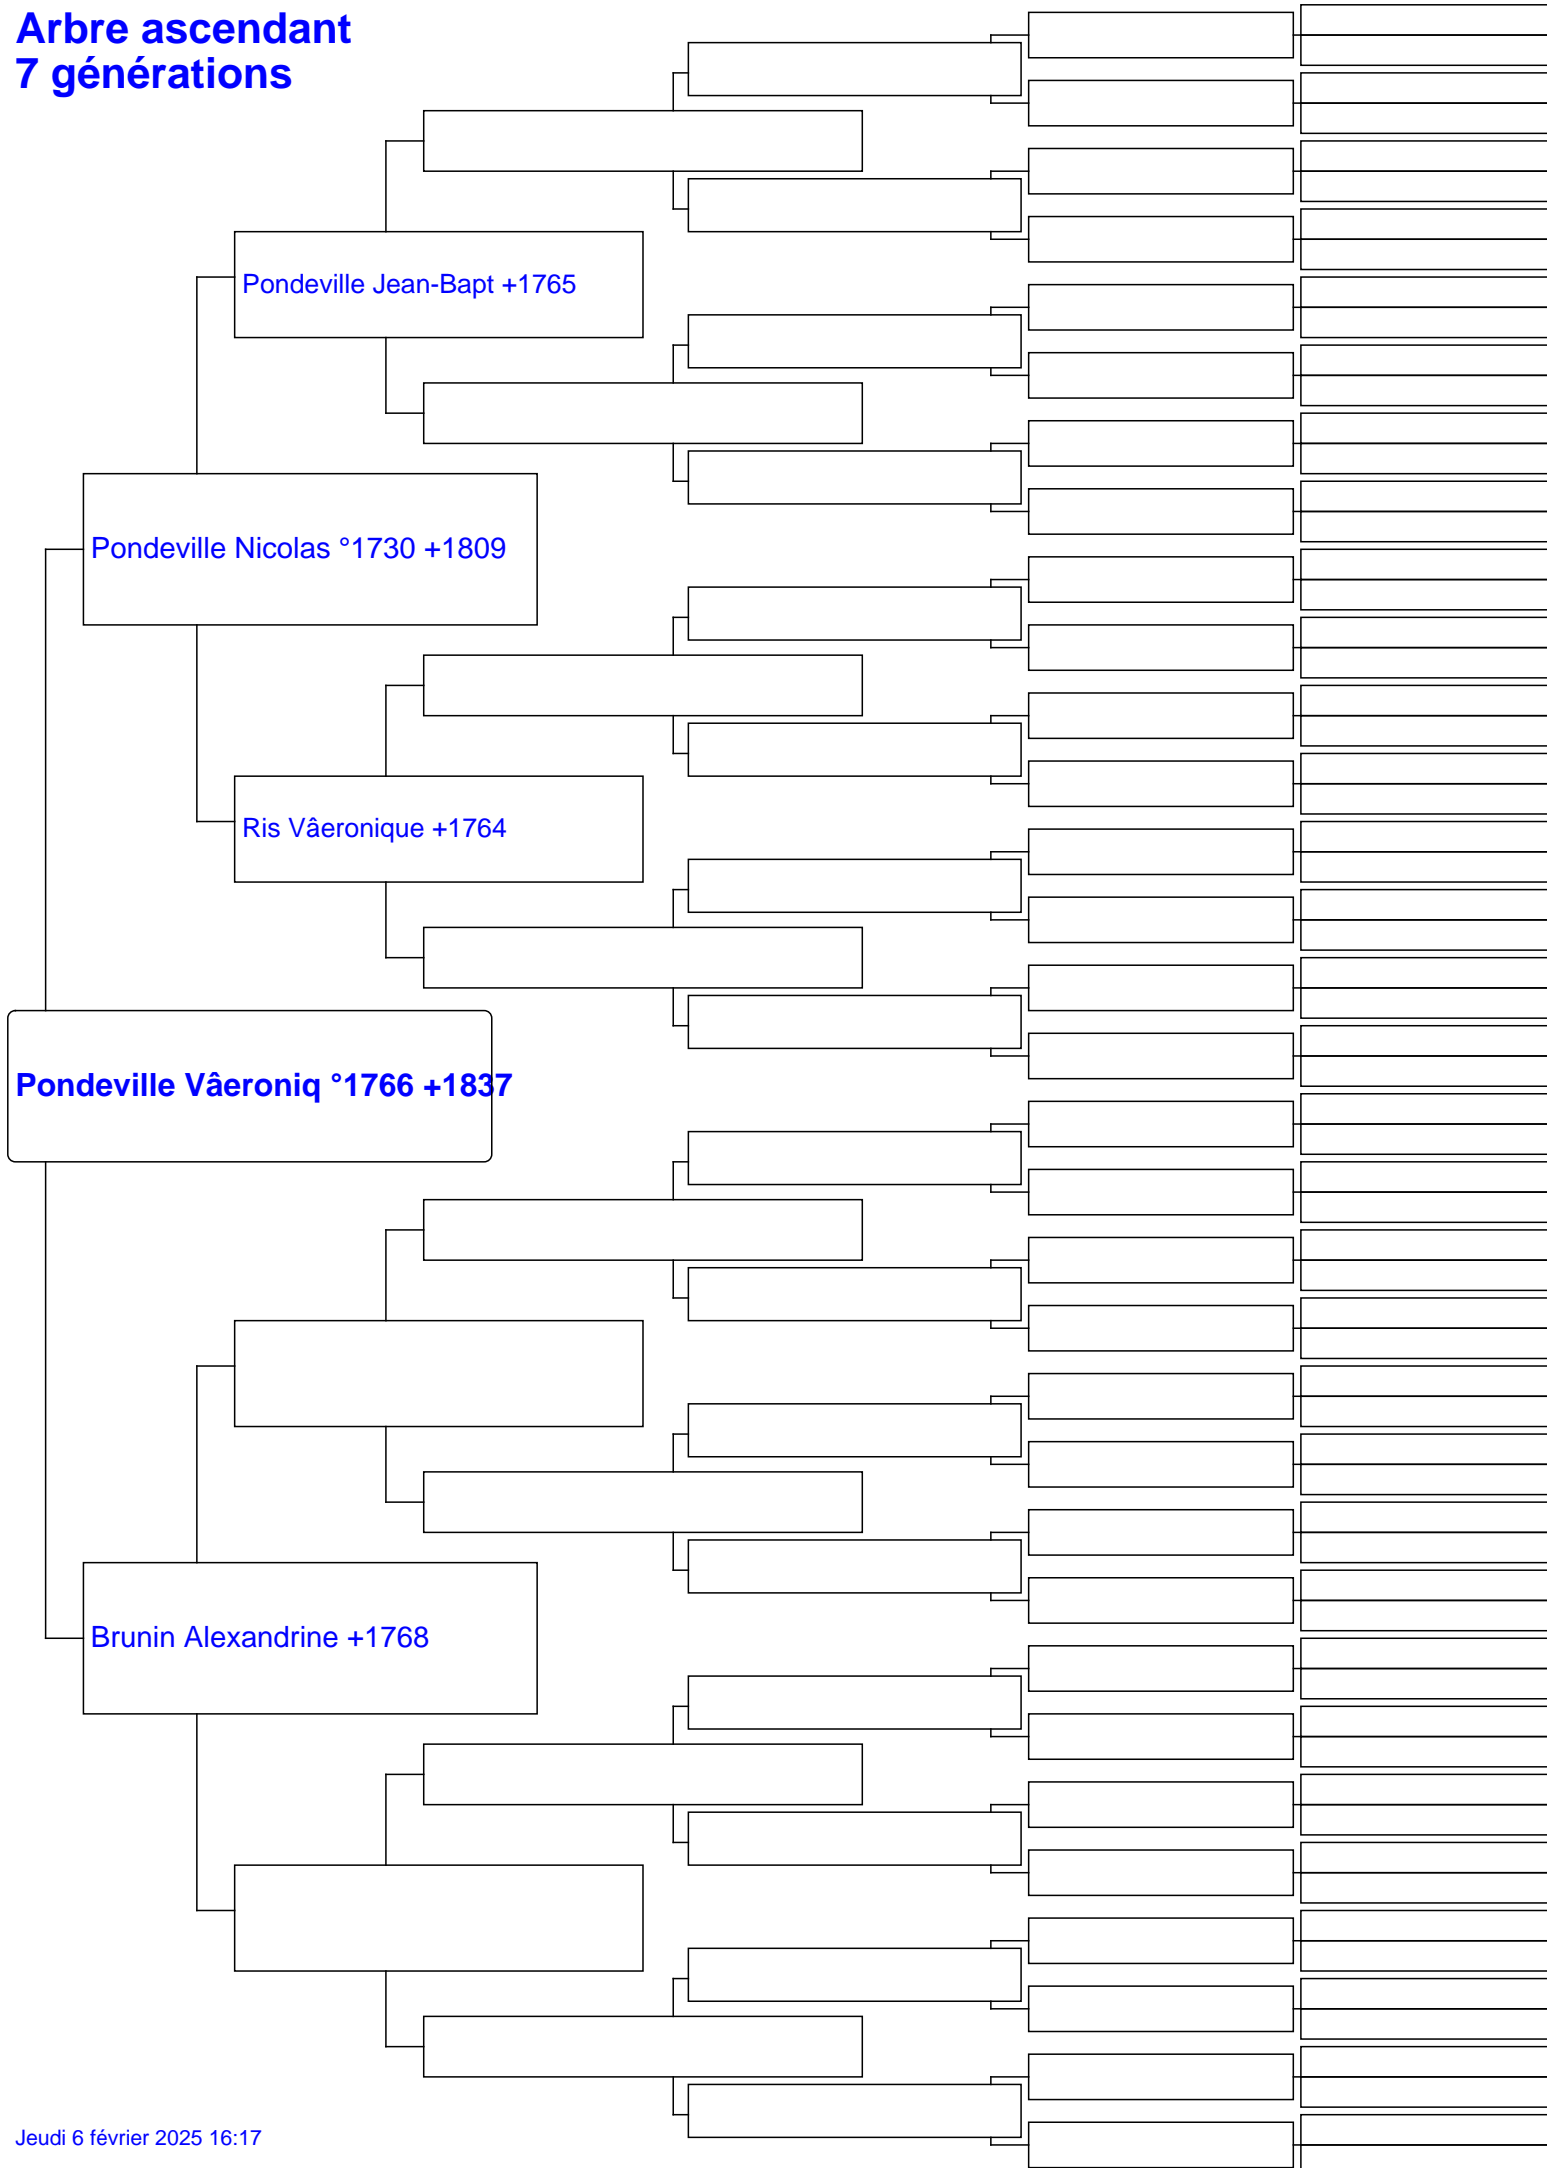 Arbre ascendant
7 générations
Pondeville Jean-Bapt +1765
Pondeville Nicolas °1730 +1809
Ris Vâeronique +1764
Pondeville Vâeroniq °1766 +1837
Brunin Alexandrine +1768
Jeudi 6 février 2025 16:17